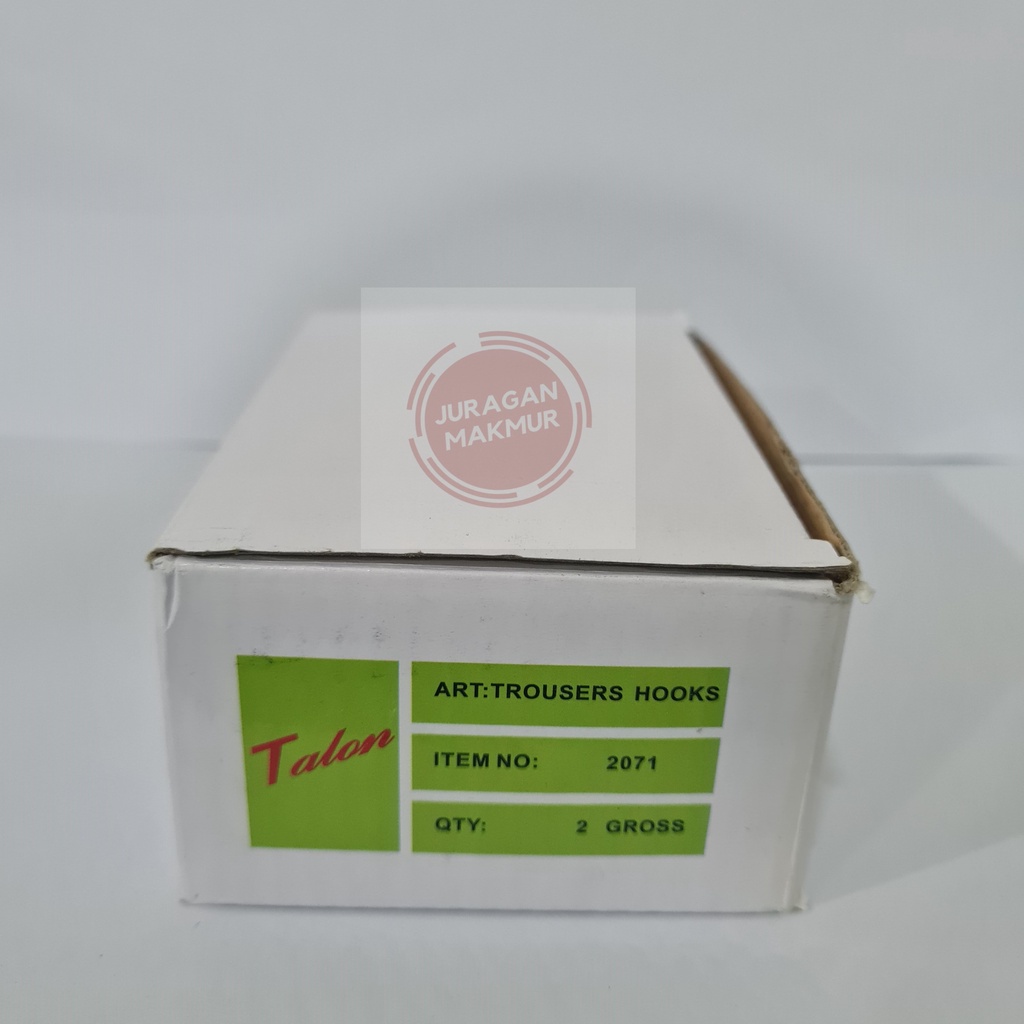 JURAGAN
MAKMUR
Talon
ART:TROUSERS HOOKS
ITEM NO: 2071
QTY: 2 GROSS